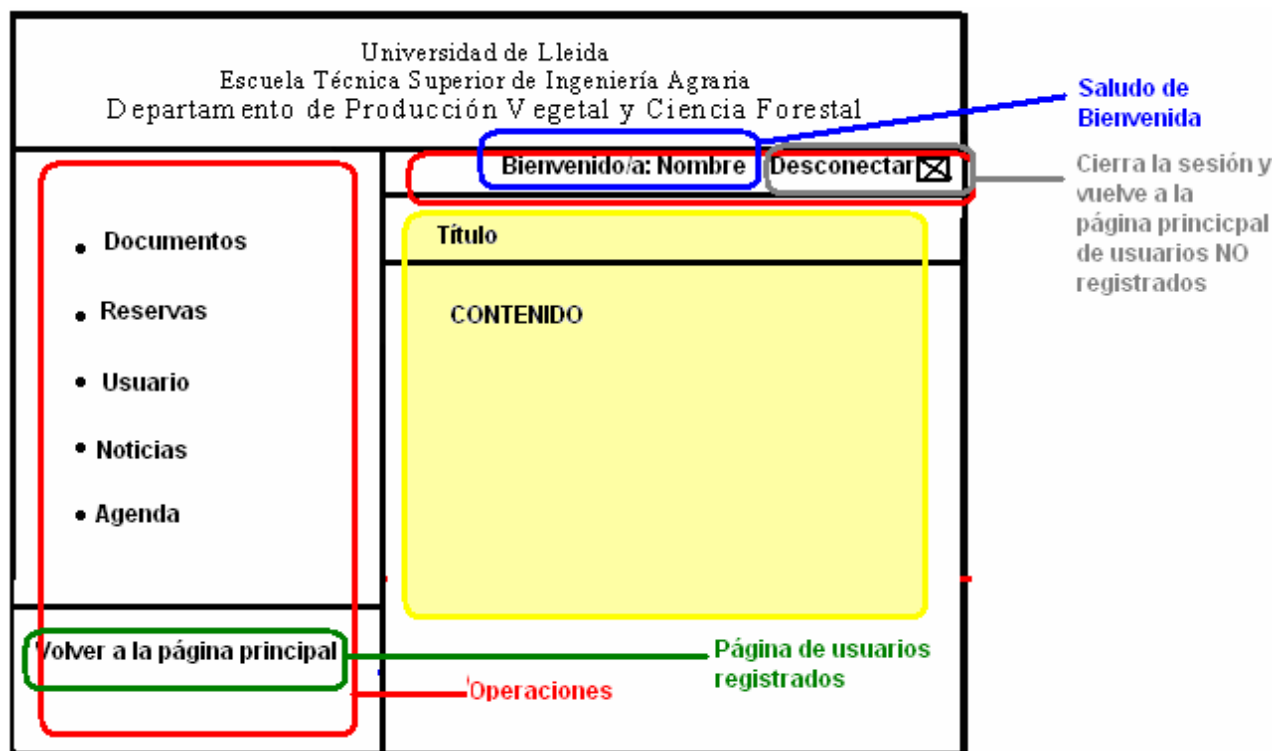 Universidad de Lleida
Escuela Técnica Superior de Ingeniería Agraria
Departamento de Producción Vegetal y Ciencia Forestal
Saludo de
Bienvenida
Bienvenido/a: Nombre Desconectar
Cierra la sesión y
vuelve a la
página princicpal
de usuarios NO
registrados
Título
CONTENIDO
• Documentos
• Reservas
• Usuario
• Noticias
• Agenda
Volver a la página principal
Página de usuarios
registrados
Operaciones